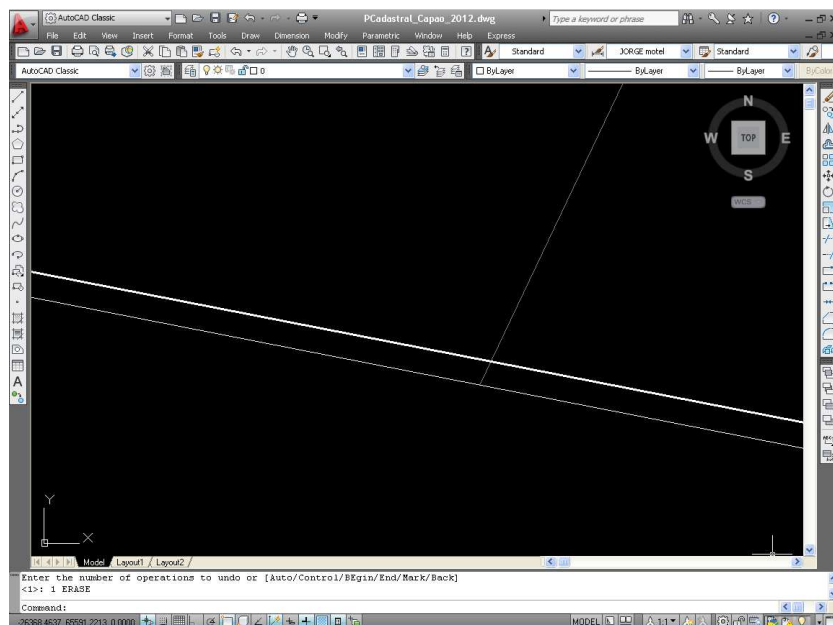 AutoCAD Classic PCadastral_Capao_2012.dwg Type a keyword or phrase
File Edit View Insert Format Tools Draw Dimension Modify Parametric Window Help Express
Standard JORGE motel Standard
AutoCAD Classic 0 ByLayer ByLayer ByLayer ByColor
N
W TOP E
S
WCS
Y
X
Model Layout1 Layout2
Enter the number of operations to undo or [Auto/Control/BEgin/End/Mark/Back]
<1>: 1 ERASE
Command:
-26368.4637, 65591.2213, 0.0000 MODEL 1:1